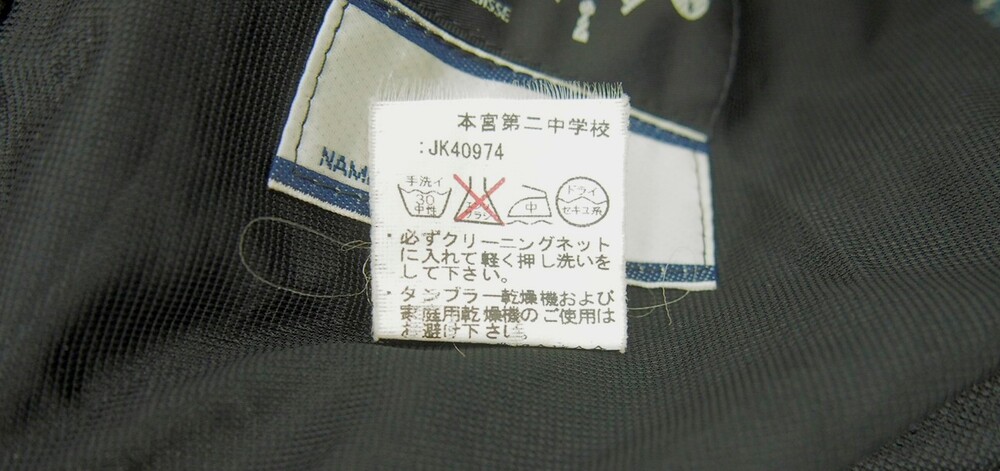 本宮第二中学校
:JK40974
手洗イ
30
中性
中
ドライ
セキユ系
・必ずクリーニングネット
に入れて軽く押し洗いを
して下さい。
・タンブラー乾燥機および
家庭用乾燥機のご使用は
お避け下さい。